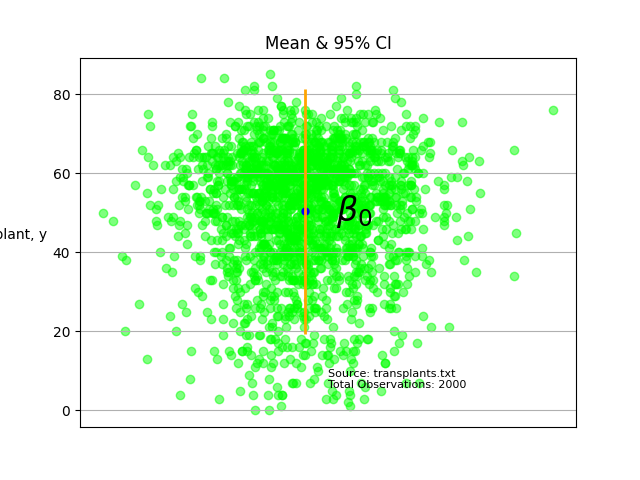 Mean & 95% CI
80
60
plant, y
40
20
0
β0
Source: transplants.txt
Total Observations: 2000